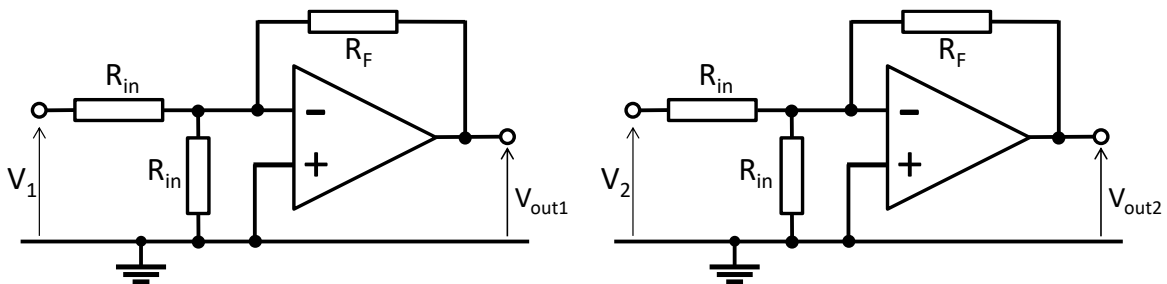 R_F
R_in
−
R_in
+
V_1
V_out1
R_F
R_in
−
R_in
+
V_2
V_out2